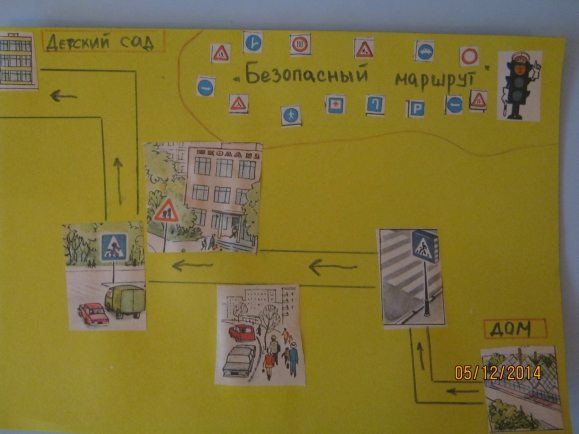 Детский сад
"Безопасный маршрут"
ШКОЛА
P
ДОМ
05/12/2014